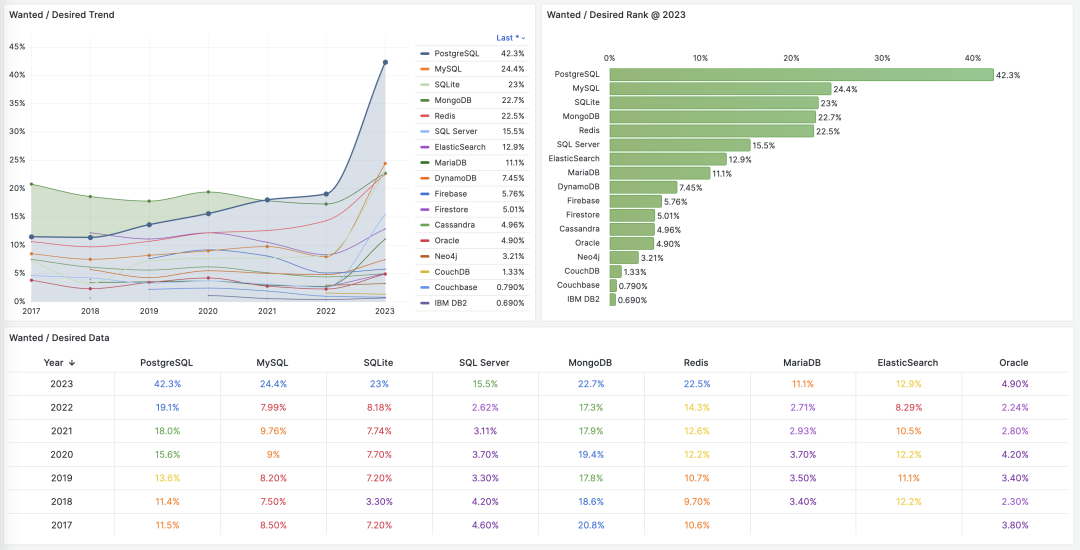 Wanted / Desired Trend
Last * ⌄
45%
40%
35%
30%
25%
20%
15%
10%
5%
0%
2017 2018 2019 2020 2021 2022 2023
PostgreSQL 42.3%
MySQL 24.4%
SQLite 23%
MongoDB 22.7%
Redis 22.5%
SQL Server 15.5%
ElasticSearch 12.9%
MariaDB 11.1%
DynamoDB 7.45%
Firebase 5.76%
Firestore 5.01%
Cassandra 4.96%
Oracle 4.90%
Neo4j 3.21%
CouchDB 1.33%
Couchbase 0.790%
IBM DB2 0.690%
Wanted / Desired Rank @ 2023
0% 10% 20% 30% 40%
PostgreSQL 42.3%
MySQL 24.4%
SQLite 23%
MongoDB 22.7%
Redis 22.5%
SQL Server 15.5%
ElasticSearch 12.9%
MariaDB 11.1%
DynamoDB 7.45%
Firebase 5.76%
Firestore 5.01%
Cassandra 4.96%
Oracle 4.90%
Neo4j 3.21%
CouchDB 1.33%
Couchbase 0.790%
IBM DB2 0.690%
Wanted / Desired Data
Year ↓ PostgreSQL MySQL SQLite SQL Server MongoDB Redis MariaDB ElasticSearch Oracle
2023 42.3% 24.4% 23% 15.5% 22.7% 22.5% 11.1% 12.9% 4.90%
2022 19.1% 7.99% 8.18% 2.62% 17.3% 14.3% 2.71% 8.29% 2.24%
2021 18.0% 9.76% 7.74% 3.11% 17.9% 12.6% 2.93% 10.5% 2.80%
2020 15.6% 9% 7.70% 3.70% 19.4% 12.2% 3.70% 12.2% 4.20%
2019 13.6% 8.20% 7.20% 3.30% 17.8% 10.7% 3.50% 11.1% 3.40%
2018 11.4% 7.50% 3.30% 4.20% 18.6% 9.70% 3.40% 12.2% 2.30%
2017 11.5% 8.50% 7.20% 4.60% 20.8% 10.6% 3.80%